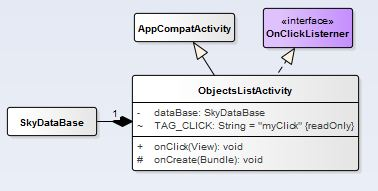 «interface»
AppCompatActivity
OnClickListerner
ObjectsListActivity
- dataBase: SkyDataBase
~ TAG_CLICK: String = "myClick" {readOnly}
+ onClick(View): void
# onCreate(Bundle): void
SkyDataBase
1